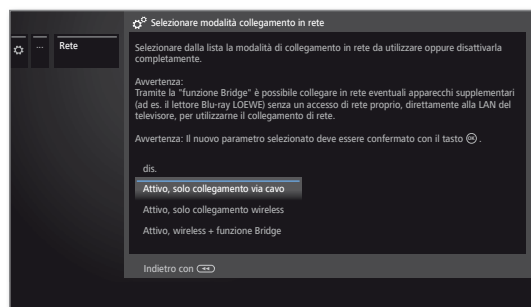 Selezionare modalità collegamento in rete
... Rete
Selezionare dalla lista la modalità di collegamento in rete da utilizzare oppure disattivarla
completamente.
Avvertenza:
Tramite la "funzione Bridge" è possibile collegare in rete eventuali apparecchi supplementari
(ad es. il lettore Blu-ray LOEWE) senza un accesso di rete proprio, direttamente alla LAN del
televisore, per utilizzarne il collegamento di rete.
Avvertenza: Il nuovo parametro selezionato deve essere confermato con il tasto OK .
dis.
Attivo, solo collegamento via cavo
Attivo, solo collegamento wireless
Attivo, wireless + funzione Bridge
Indietro con